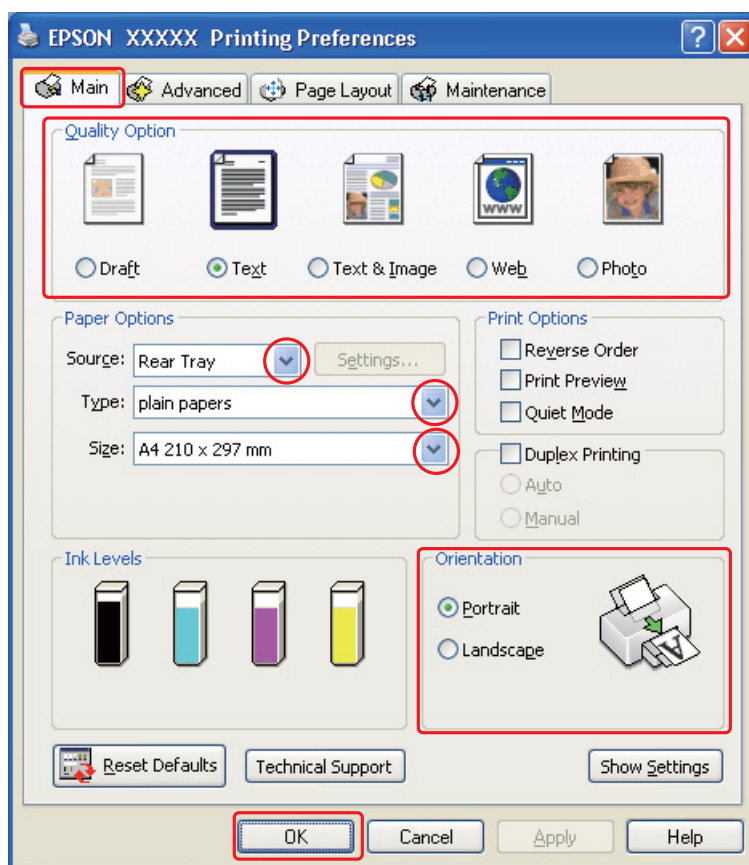 EPSON XXXXX Printing Preferences
Main
Advanced
Page Layout
Maintenance
Quality Option
www
Draft
Text
Text & Image
Web
Photo
Paper Options
Source:
Rear Tray
Settings...
Type:
plain papers
Size:
A4 210 x 297 mm
Print Options
Reverse Order
Print Preview
Quiet Mode
Duplex Printing
Auto
Manual
Ink Levels
Orientation
Portrait
Landscape
A
Reset Defaults
Technical Support
Show Settings
OK
Cancel
Apply
Help